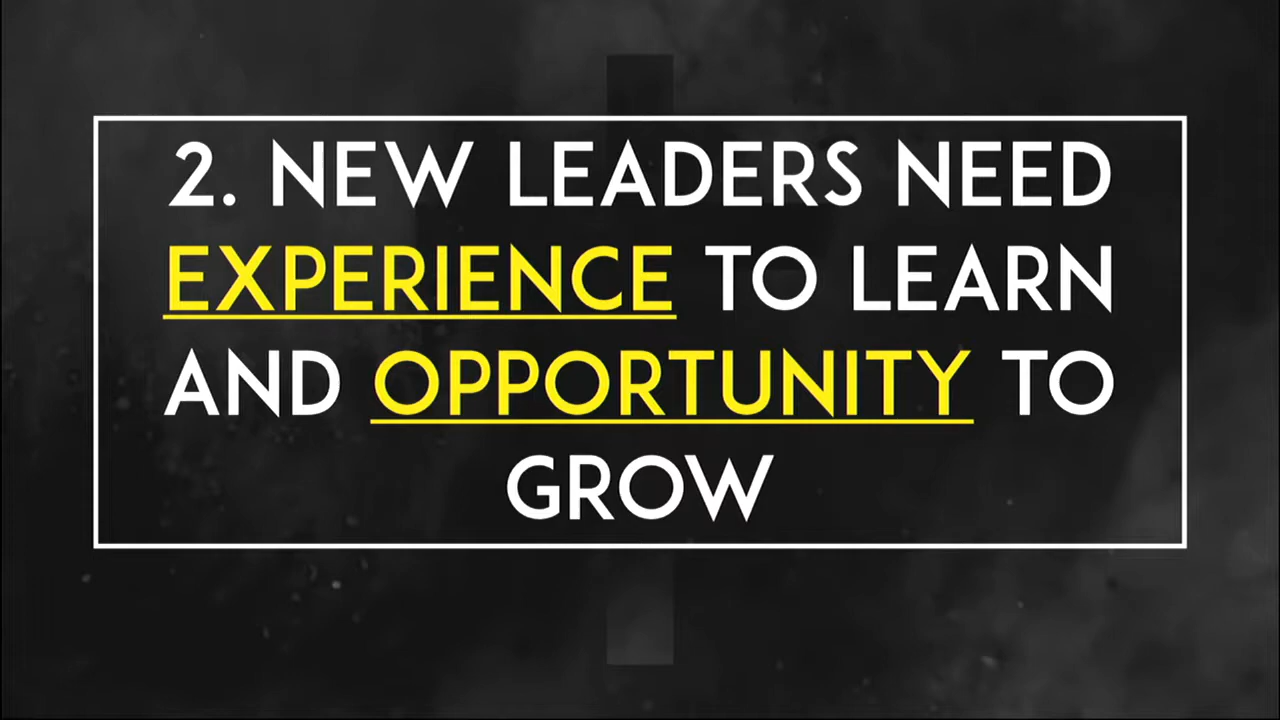 2. NEW LEADERS NEED
EXPERIENCE TO LEARN
AND OPPORTUNITY TO
GROW